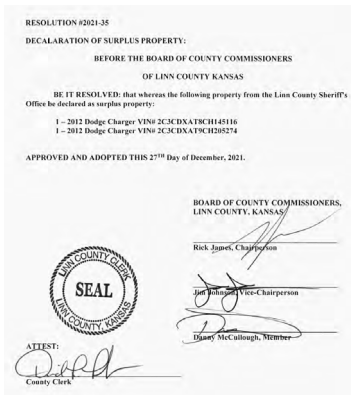 RESOLUTION #2021-35
DECALARATION OF SURPLUS PROPERTY:
BEFORE THE BOARD OF COUNTY COMMISSIONERS
OF LINN COUNTY KANSAS
BE IT RESOLVED: that whereas the following property from the Linn County Sheriff's
Office be declared as surplus property:
1 – 2012 Dodge Charger VIN# 2C3CDXAT8CH145116
1 – 2012 Dodge Charger VIN# 2C3CDXAT9CH205274
APPROVED AND ADOPTED THIS 27TH Day of December, 2021.
BOARD OF COUNTY COMMISSIONERS,
LINN COUNTY, KANSAS
Rick James, Chairperson
Jim Johnson, Vice-Chairperson
Danny McCullough, Member
LINN COUNTY CLERK
SEAL
LINN COUNTY, KANSAS
ATTEST:
County Clerk